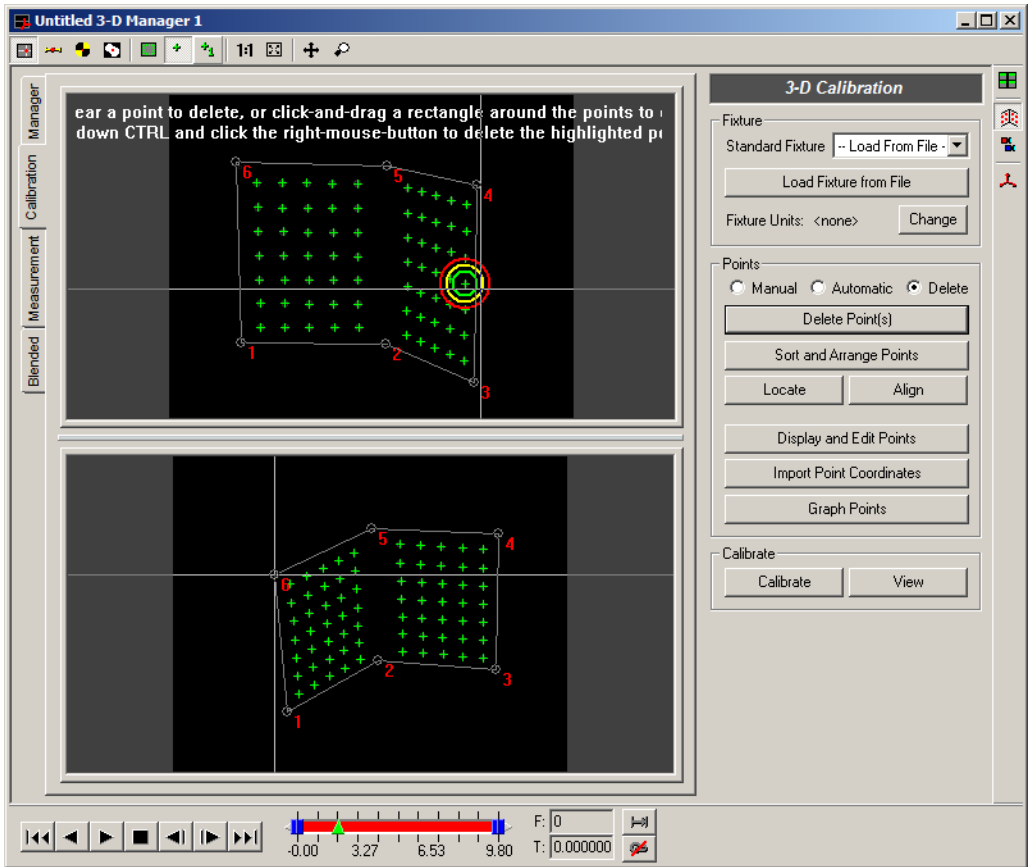 Untitled 3-D Manager 1
1:1
Manager
Calibration
Measurement
Blended
ear a point to delete, or click-and-drag a rectangle around the points to
down CTRL and click the right-mouse-button to delete the highlighted
6
5
4
1
2
3
5
4
6
2
3
1
3-D Calibration
Fixture
Standard Fixture -- Load From File -
Load Fixture from File
Fixture Units: <none> Change
Points
Manual Automatic Delete
Delete Point(s)
Sort and Arrange Points
Locate Align
Display and Edit Points
Import Point Coordinates
Graph Points
Calibrate
Calibrate View
-0.00 3.27 6.53 9.80
F: 0
T: 0.000000